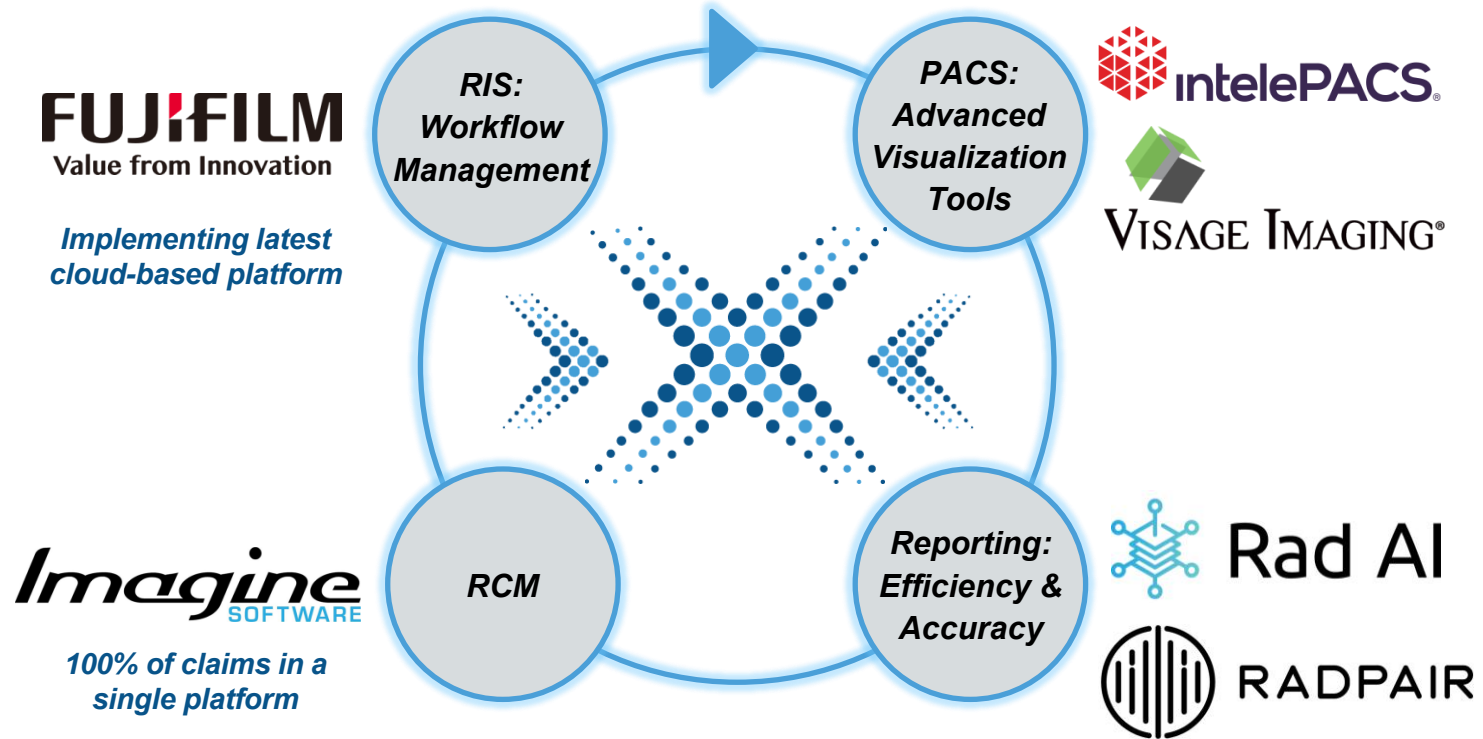 FUJIFILM
Value from Innovation
Implementing latest
cloud-based platform
RIS:
Workflow
Management
PACS:
Advanced
Visualization
Tools
intelePACS®
VISAGE IMAGING®
Imagine
SOFTWARE
100% of claims in a
single platform
RCM
Reporting:
Efficiency &
Accuracy
Rad AI
RADPAIR